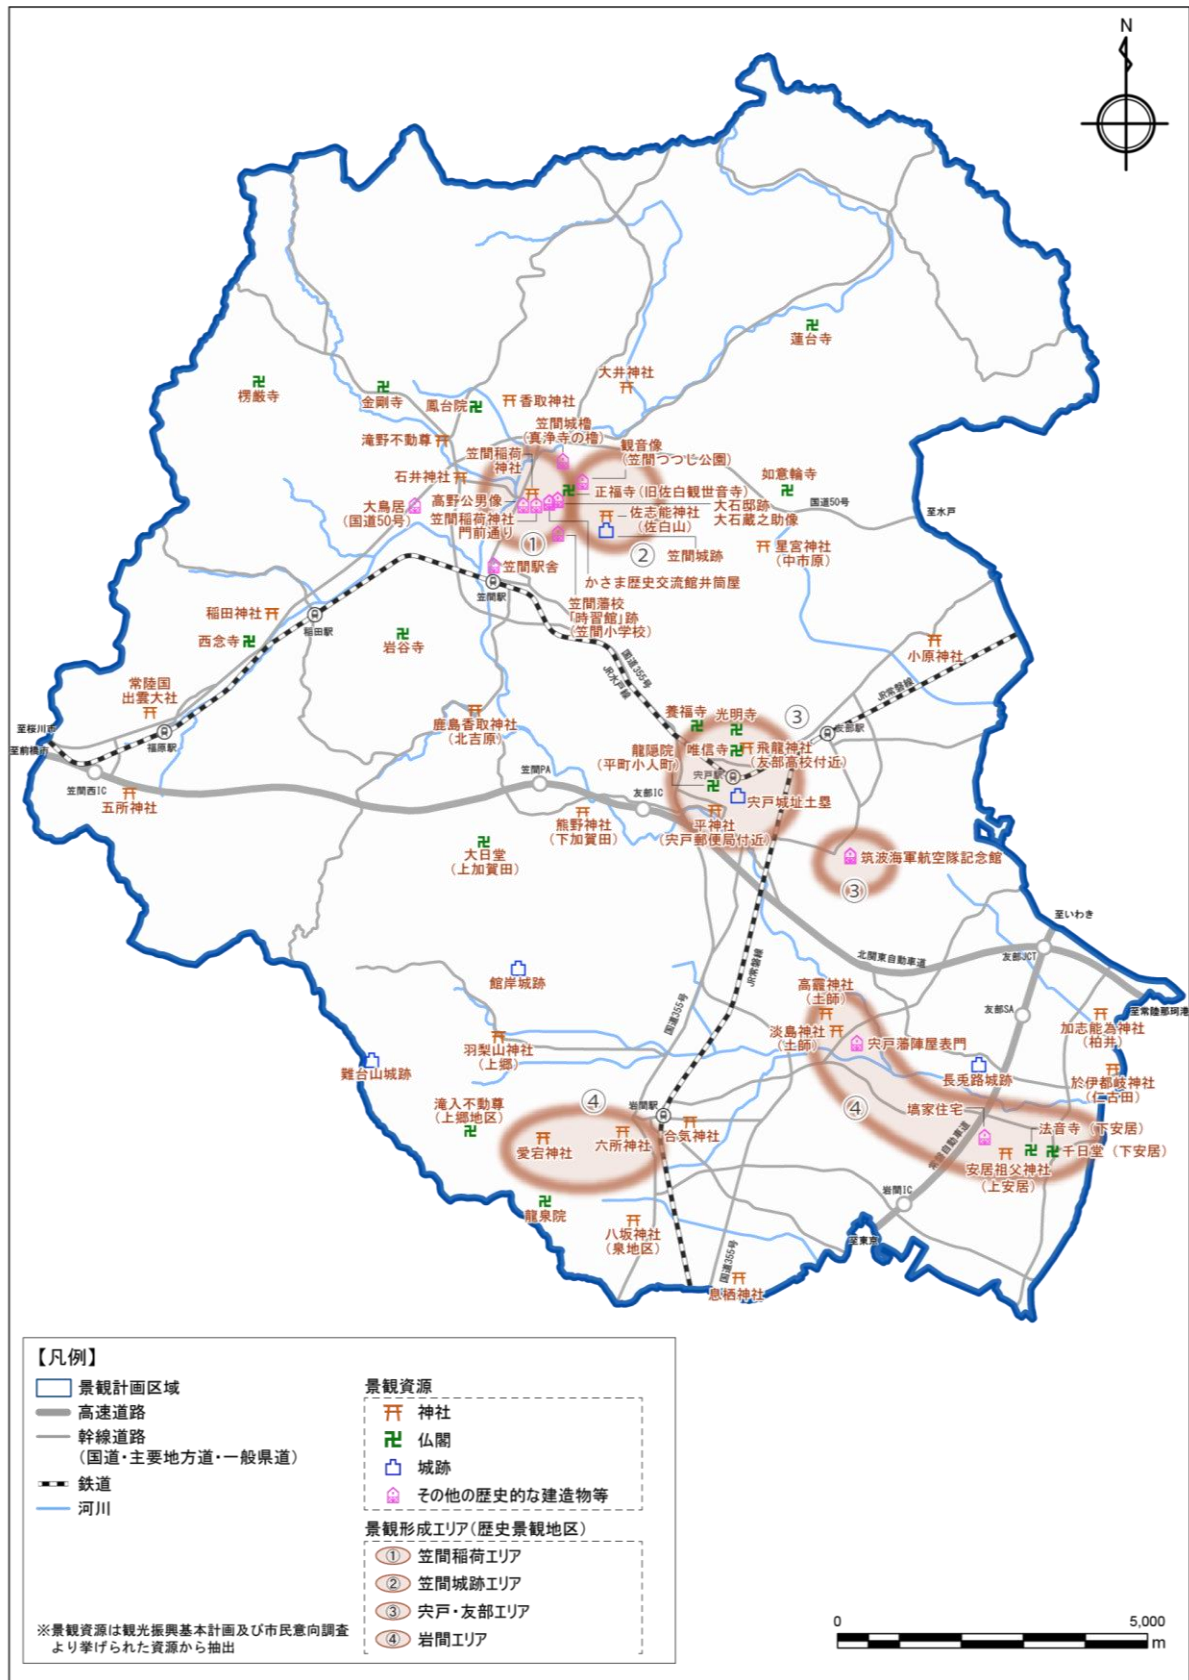 N
蓮台寺
大井神社
楞厳寺
金剛寺
鳳台院
香取神社
笠間城櫓
(真浄寺の櫓)
観音像
(笠間つつじ公園)
滝野不動尊
笠間稲荷
神社
石井神社
如意輪寺
正福寺(旧佐白観世音寺)
高野公男像
大鳥居
(国道50号)
大石邸跡
大石蔵之助像
国道50号
至水戸
笠間稲荷神社
門前通り
佐志能神社
(佐白山)
①
②
笠間城跡
星宮神社
(中市原)
笠間駅舎
笠間駅
かさま歴史交流館井筒屋
笠間藩校
「時習館」跡
(笠間小学校)
稲田神社
稲田駅
西念寺
岩谷寺
小原神社
国道355号
JR水戸線
JR常磐線
常陸国
出雲大社
鹿島香取神社
(北吉原)
養福寺
光明寺
③
友部駅
至桜川市
至前橋市
福原駅
龍隠院
(平町小人町)
唯信寺
飛龍神社
(友部高校付近)
宍戸駅
笠間西IC
五所神社
笠間PA
友部IC
宍戸城址土塁
熊野神社
(下加賀田)
平神社
(宍戸郵便局付近)
大日堂
(上加賀田)
筑波海軍航空隊記念館
③
至いわき
北関東自動車道
友部JCT
JR常磐線
館岸城跡
高霞神社
(土師)
国道355号
友部SA
至常陸那珂港
加志能為神社
(柏井)
淡島神社
(土師)
宍戸藩陣屋表門
羽梨山神社
(上郷)
難台山城跡
長兎路城跡
於伊都岐神社
(仁古田)
滝入不動尊
(上郷地区)
④
岩間駅
④
塙家住宅
愛宕神社
六所神社
合気神社
法音寺(下安居)
千日堂(下安居)
常磐自動車道
安居祖父神社
(上安居)
岩間IC
龍泉院
八坂神社
(泉地区)
至東京
国道355号
息栖神社
【凡例】
景観計画区域
高速道路
幹線道路
(国道・主要地方道・一般県道)
鉄道
河川
※景観資源は観光振興基本計画及び市民意向調査
より挙げられた資源から抽出
景観資源
神社
仏閣
城跡
その他の歴史的な建造物等
景観形成エリア(歴史景観地区)
① 笠間稲荷エリア
② 笠間城跡エリア
③ 宍戸・友部エリア
④ 岩間エリア
0 5,000
m